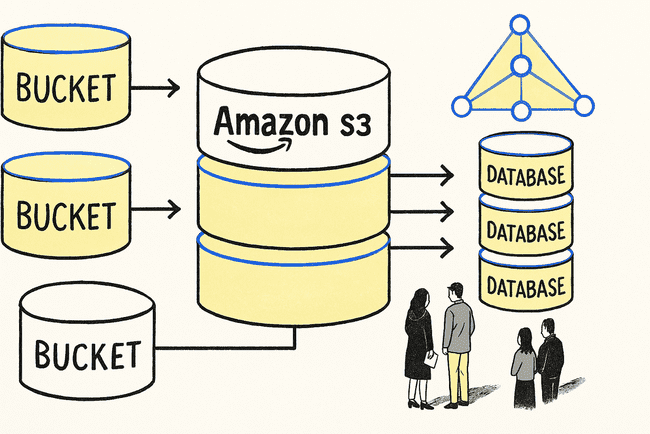 BUCKET
BUCKET
BUCKET
Amazon S3
DATABASE
DATABASE
DATABASE